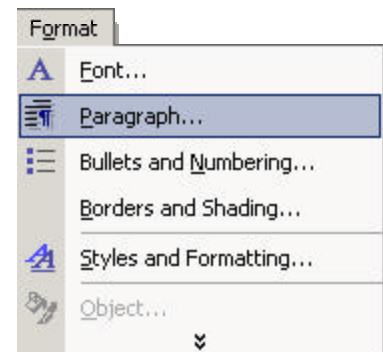 Format
Font...
Paragraph...
Bullets and Numbering...
Borders and Shading...
Styles and Formatting...
Object...